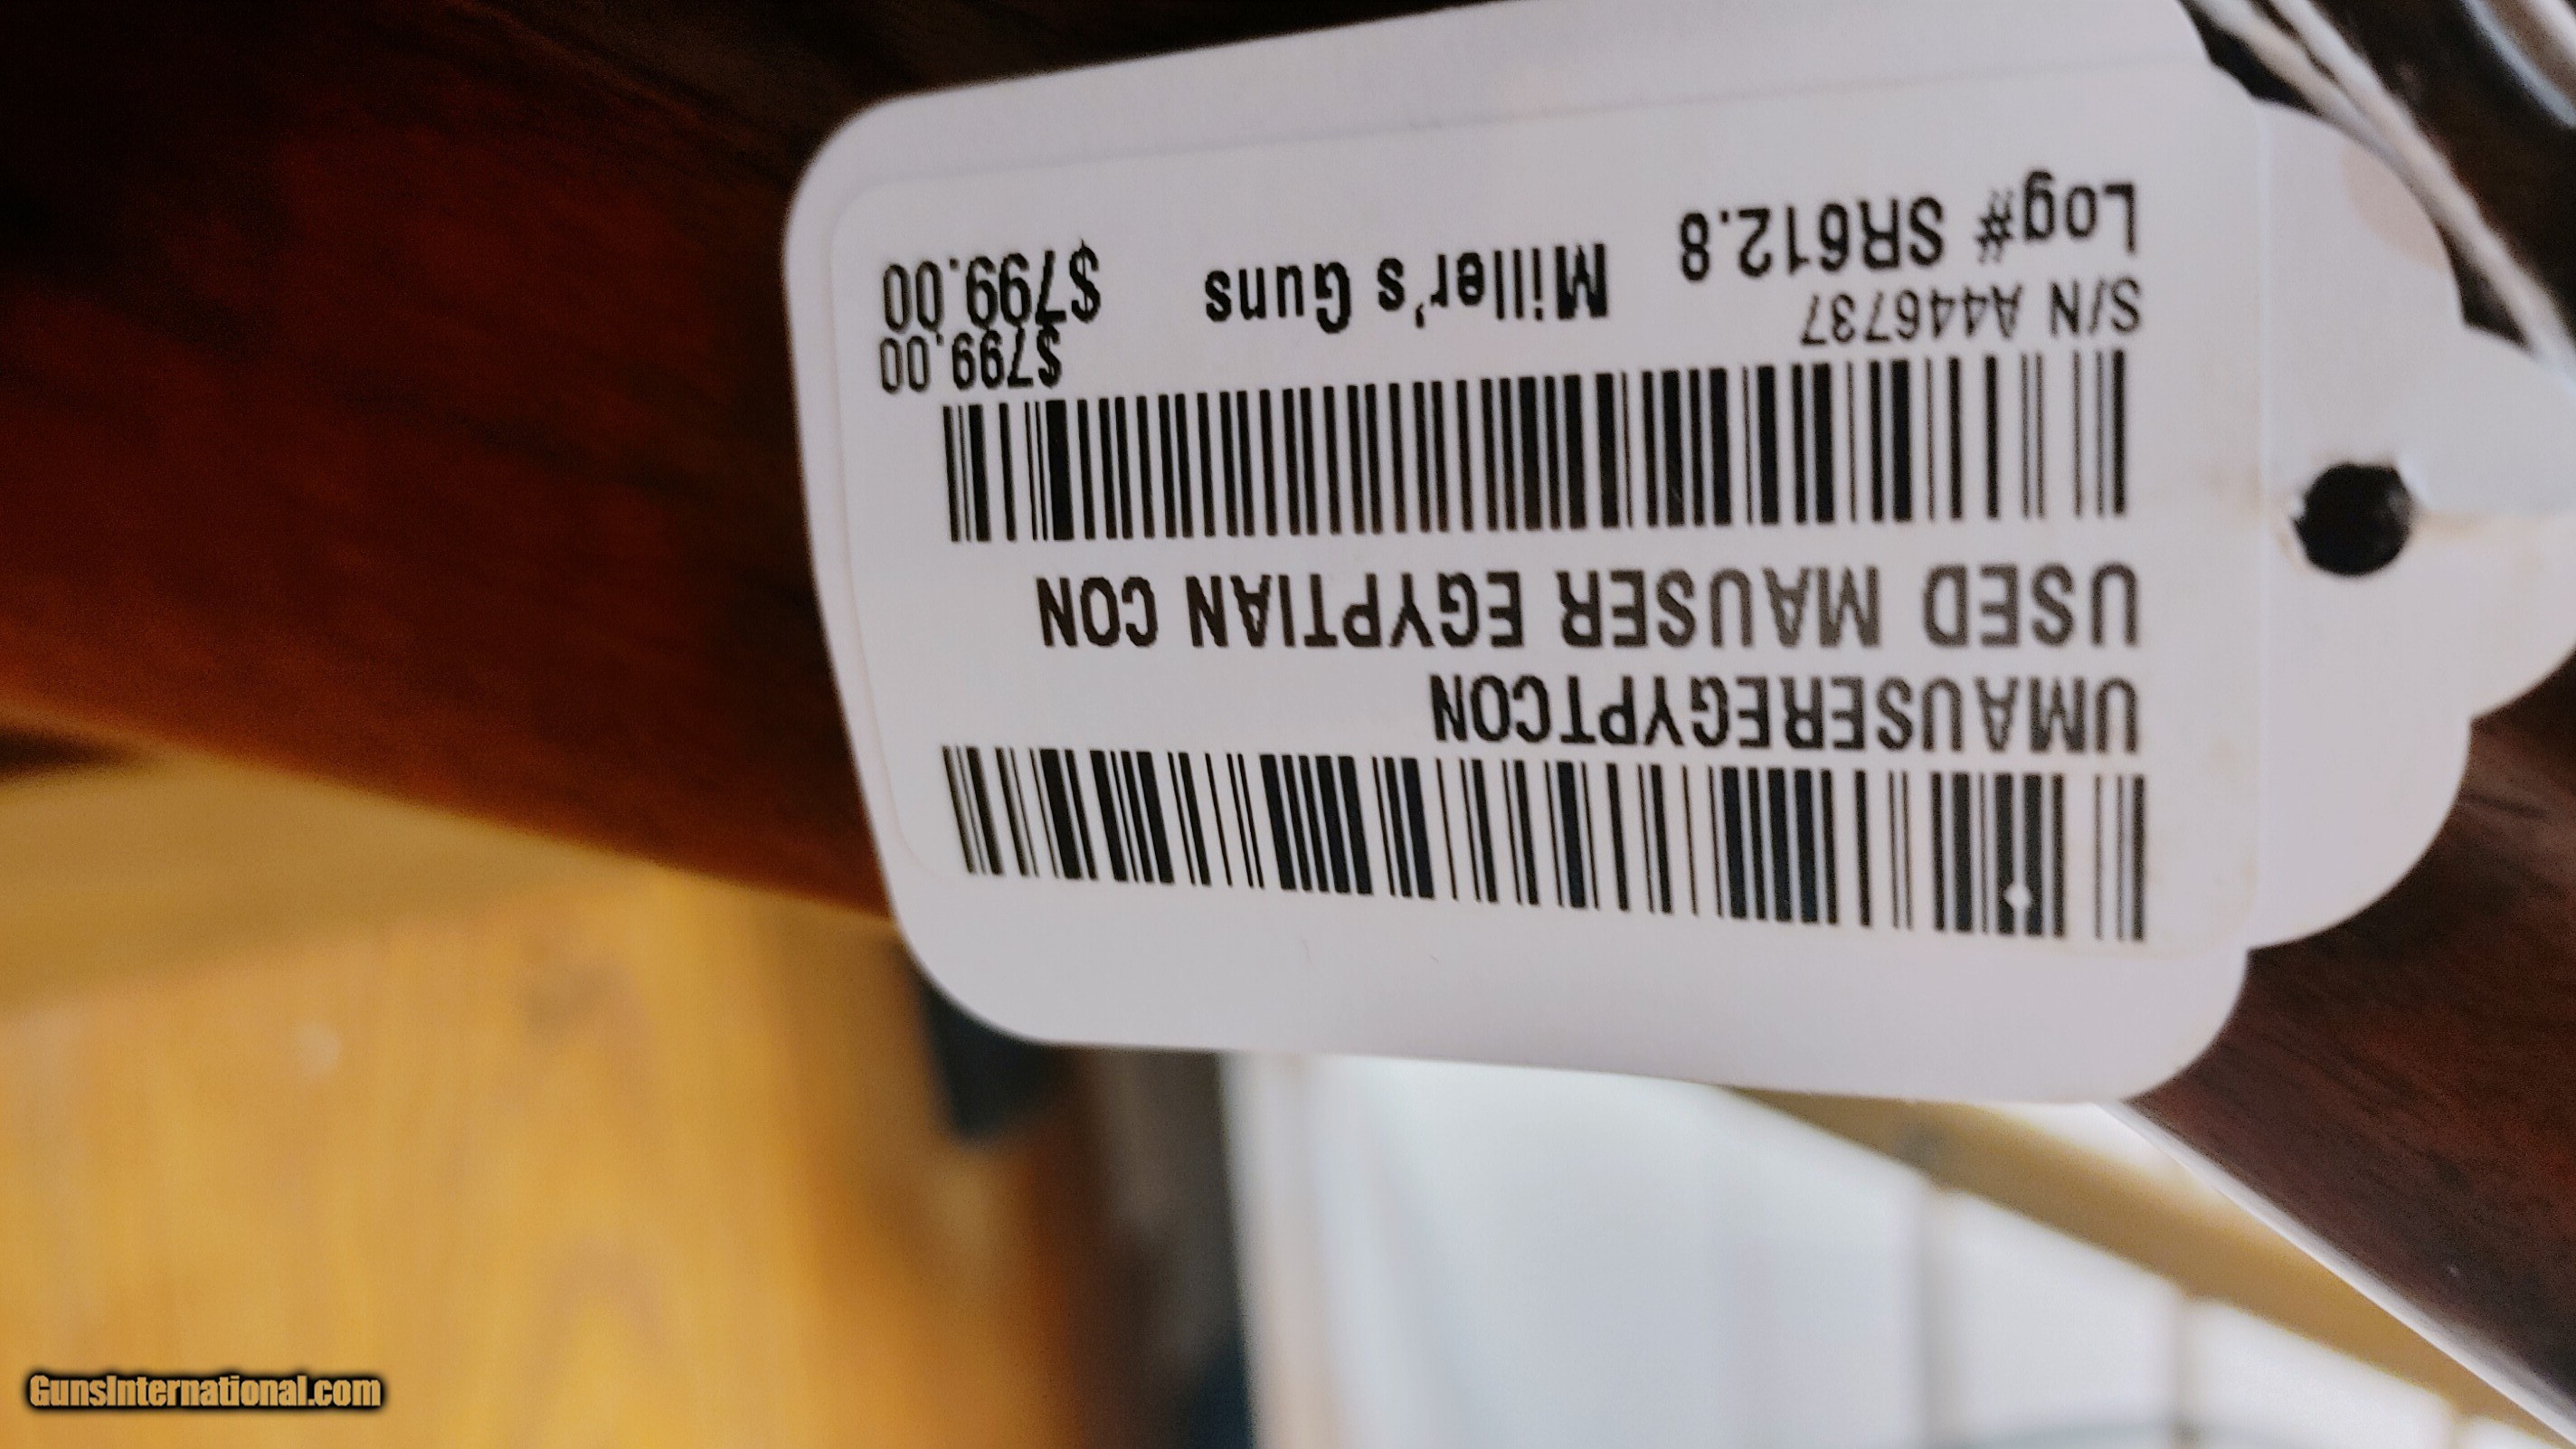 UMAUSEREGYPTCON
USED MAUSER EGYPTIAN CON
$799.00
S/N A446737
Log# SR612.8 Miller's Guns $799.00
GunsInternational.com